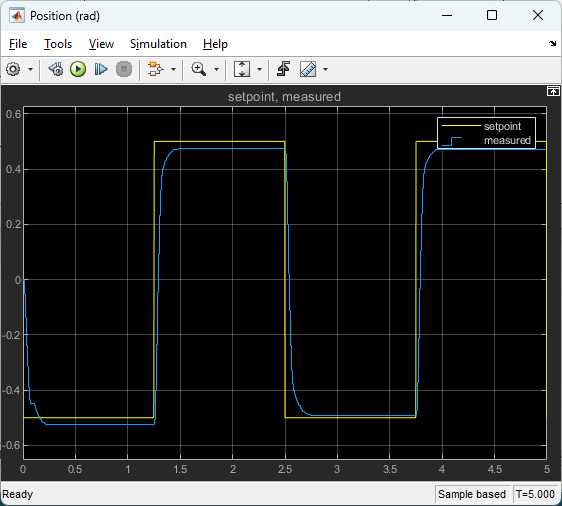 Position (rad)
File Tools View Simulation Help
setpoint, measured
setpoint
measured
0.6
0.4
0.2
0
-0.2
-0.4
-0.6
0 0.5 1 1.5 2 2.5 3 3.5 4 4.5 5
Ready Sample based T=5.000